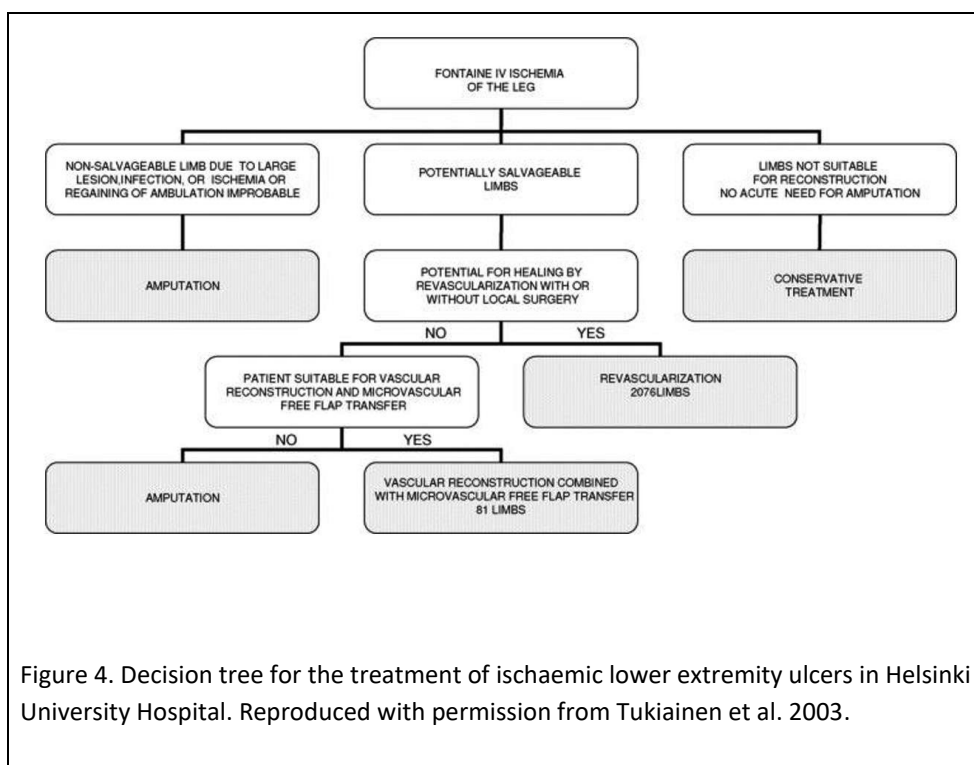 FONTAINE IV ISCHEMIA
OF THE LEG
NON-SALVAGEABLE LIMB DUE TO LARGE
LESION,INFECTION, OR ISCHEMIA OR
REGAINING OF AMBULATION IMPROBABLE
POTENTIALLY SALVAGEABLE
LIMBS
LIMBS NOT SUITABLE
FOR RECONSTRUCTION
NO ACUTE NEED FOR AMPUTATION
AMPUTATION
POTENTIAL FOR HEALING BY
REVASCULARIZATION WITH OR
WITHOUT LOCAL SURGERY
CONSERVATIVE
TREATMENT
NO
YES
PATIENT SUITABLE FOR VASCULAR
RECONSTRUCTION AND MICROVASCULAR
FREE FLAP TRANSFER
REVASCULARIZATION
2076LIMBS
NO
YES
AMPUTATION
VASCULAR RECONSTRUCTION COMBINED
WITH MICROVASCULAR FREE FLAP TRANSFER
81 LIMBS
Figure 4. Decision tree for the treatment of ischaemic lower extremity ulcers in Helsinki
University Hospital. Reproduced with permission from Tukiainen et al. 2003.